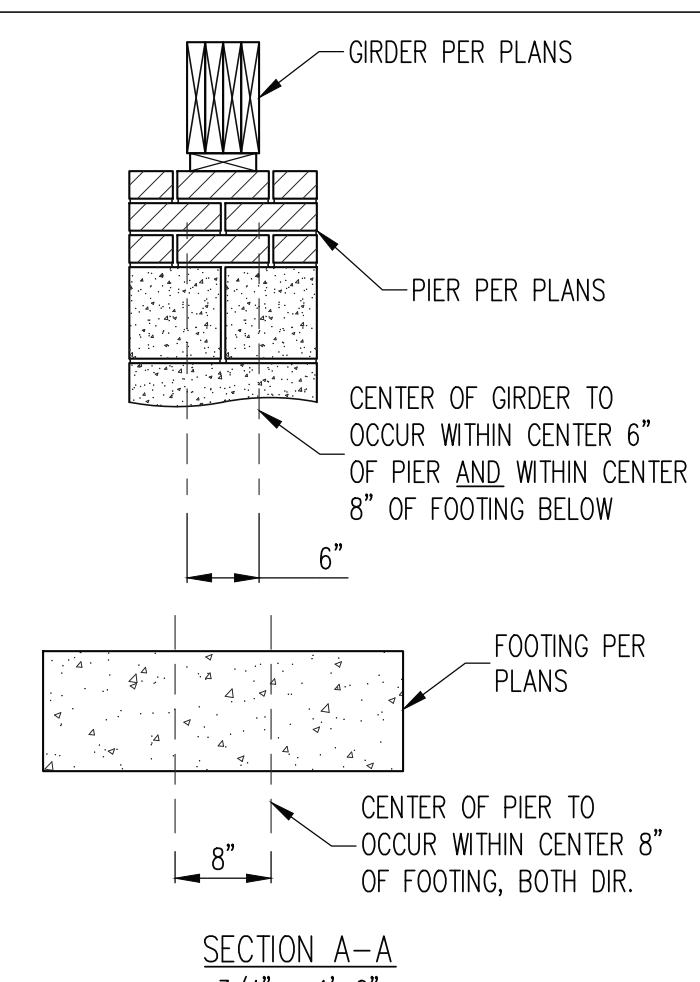 GIRDER PER PLANS
PIER PER PLANS
CENTER OF GIRDER TO
OCCUR WITHIN CENTER 6"
OF PIER AND WITHIN CENTER
8" OF FOOTING BELOW
6"
FOOTING PER
PLANS
CENTER OF PIER TO
OCCUR WITHIN CENTER 8"
OF FOOTING, BOTH DIR.
8"
SECTION A-A